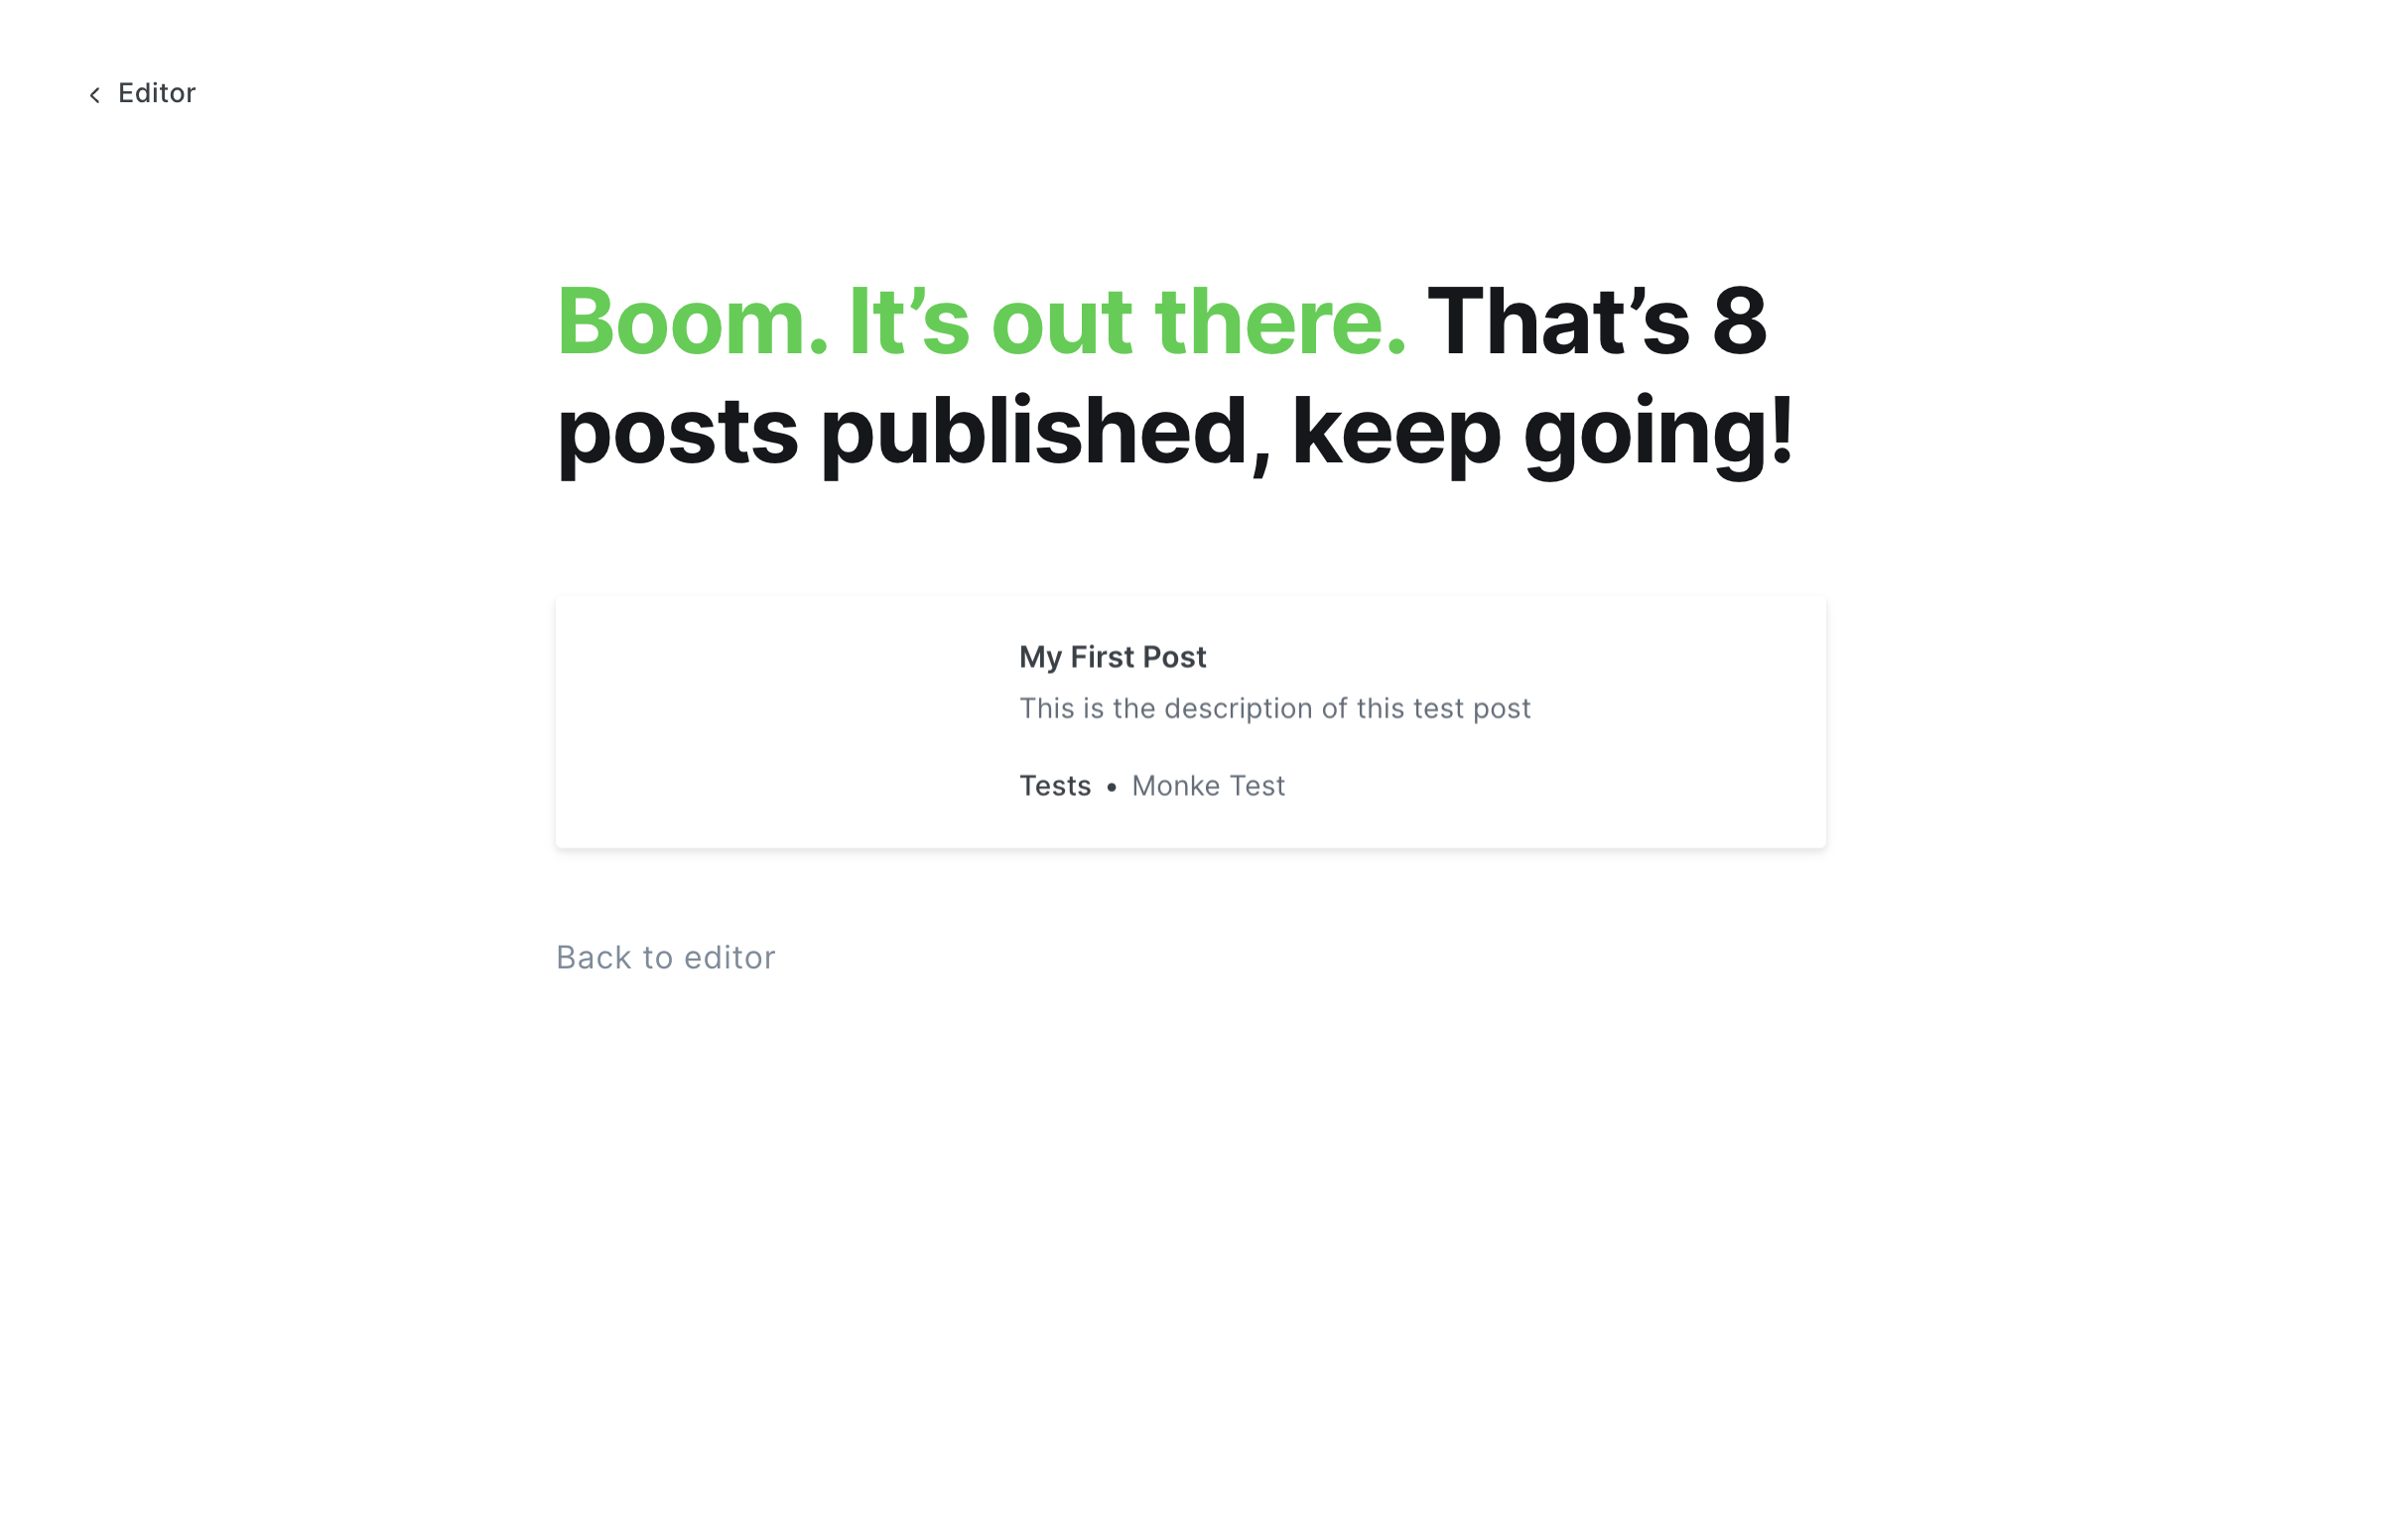 Editor
Boom. It’s out there. That’s 8
posts published, keep going!
My First Post
This is the description of this test post
Tests • Monke Test
Back to editor